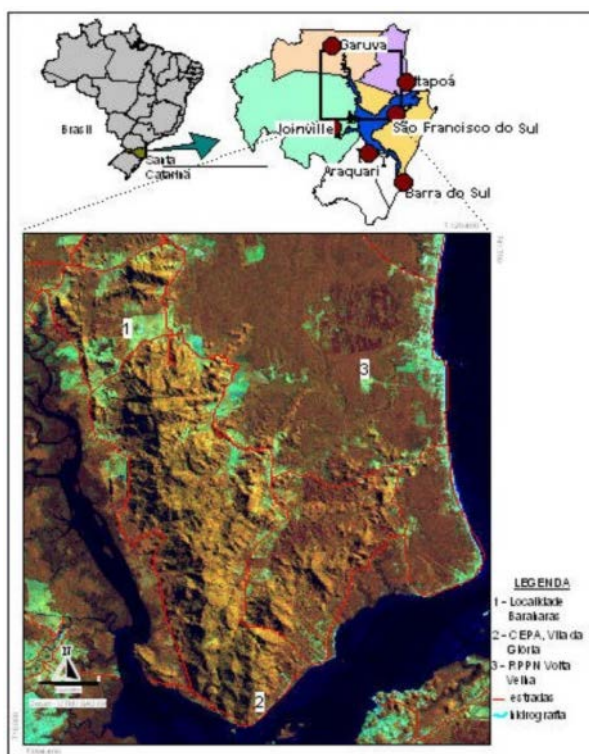 Garuva
Itapoá
Brasil
Joinville
São Francisco do Sul
Santa
Catarina
Araquari
Barra do Sul
1
3
2
LEGENDA
1 - Localidade
2 - CEPA, Vila da
Glória
3 - RPPN Volta
Velha
estradas
hidrografia